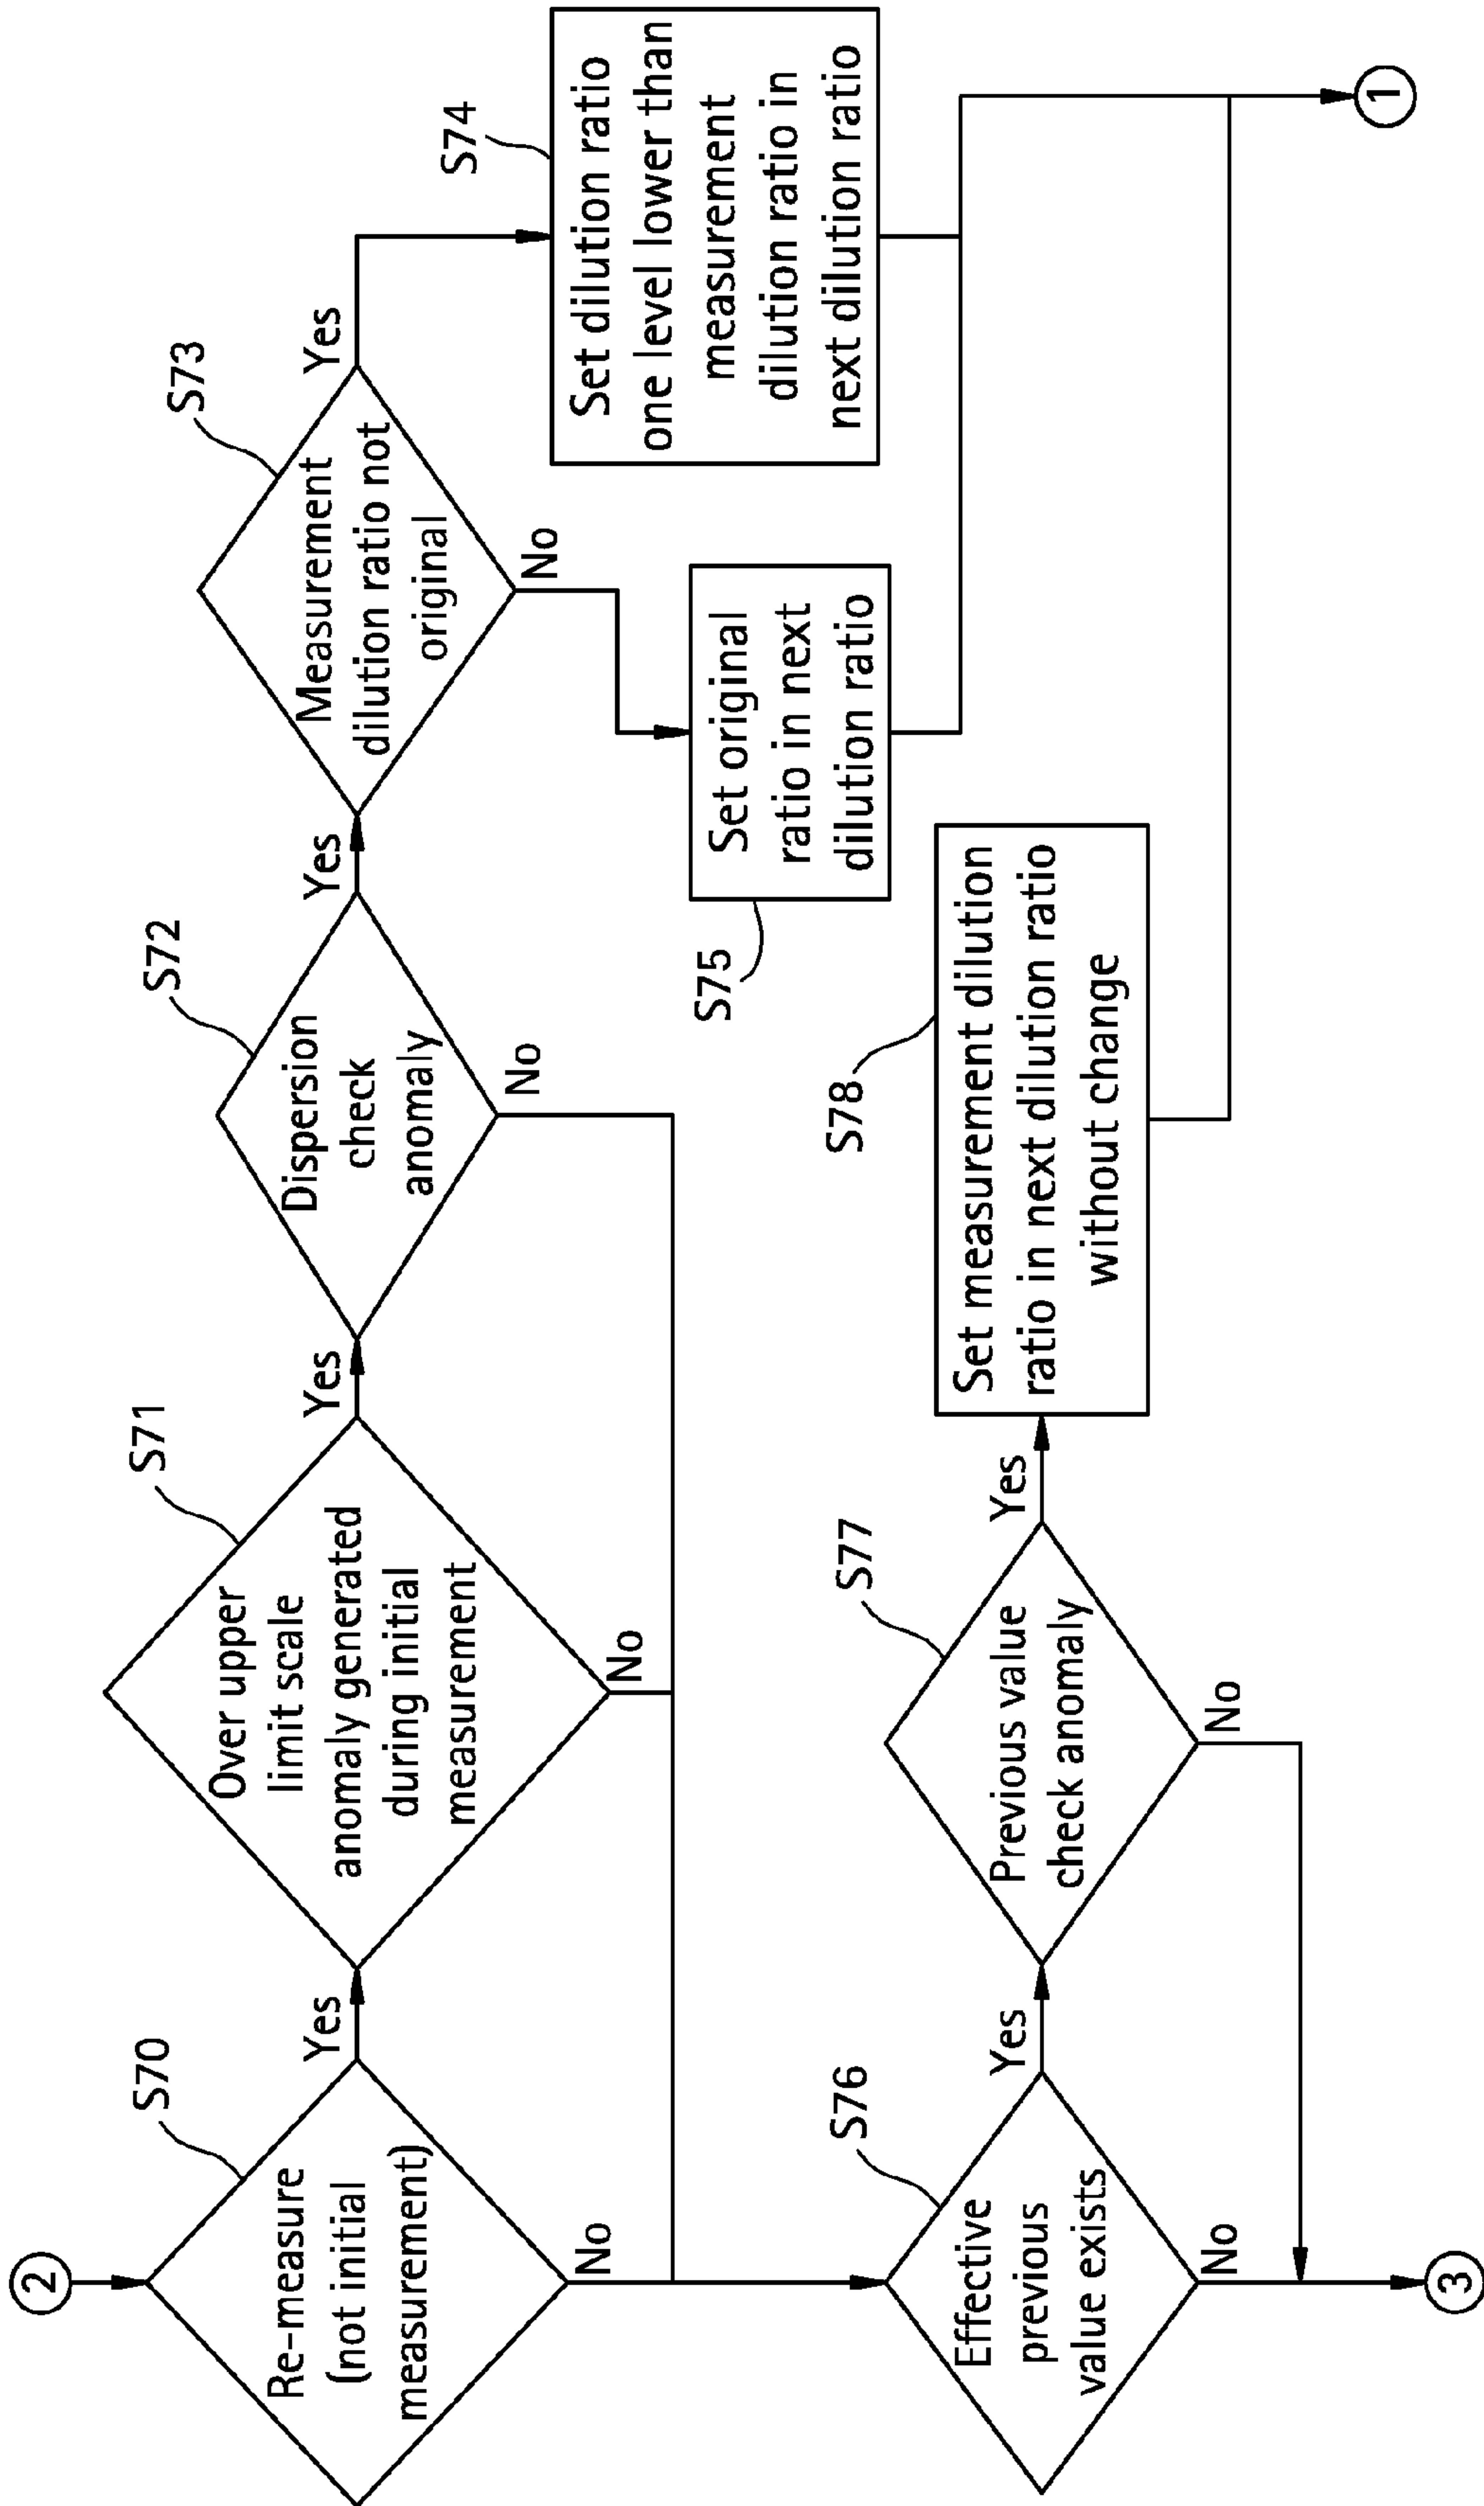 2
S70
Re-measure
(not initial
measurement)
Yes
No
S71
Over upper
limit scale
anomaly generated
during initial
measurement
Yes
No
S72
Dispersion
check
anomaly
Yes
No
S73
Measurement
dilution ratio not
original
Yes
No
S74
Set dilution ratio
one level lower than
measurement
dilution ratio in
next dilution ratio
S75
Set original
ratio in next
dilution ratio
S76
Effective
previous
value exists
Yes
No
S77
Previous value
check anomaly
Yes
No
S78
Set measurement dilution
ratio in next dilution ratio
without change
1
3